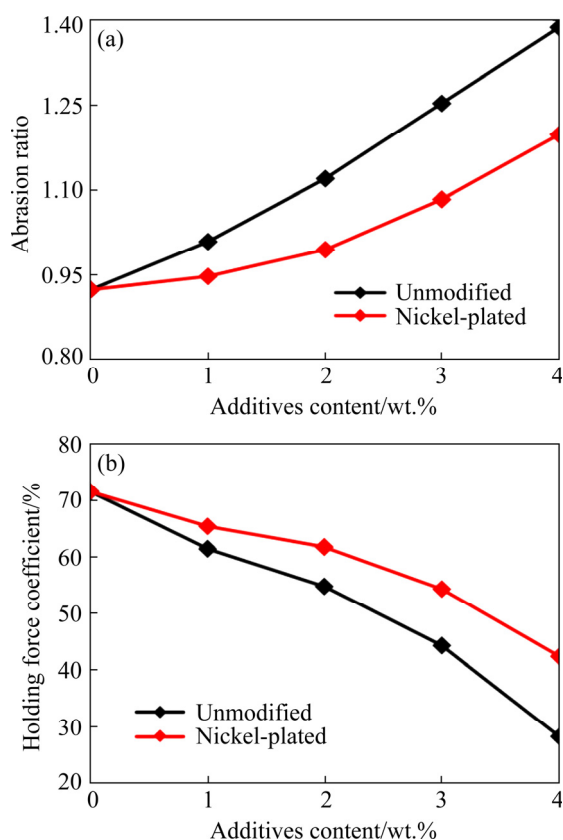 (a)
1.40
1.25
1.10
0.95
0.80
Abrasion ratio
Unmodified
Nickel-plated
0 1 2 3 4
Additives content/wt.%
(b)
80
70
60
50
40
30
20
Holding force coefficient/%
Unmodified
Nickel-plated
0 1 2 3 4
Additives content/wt.%